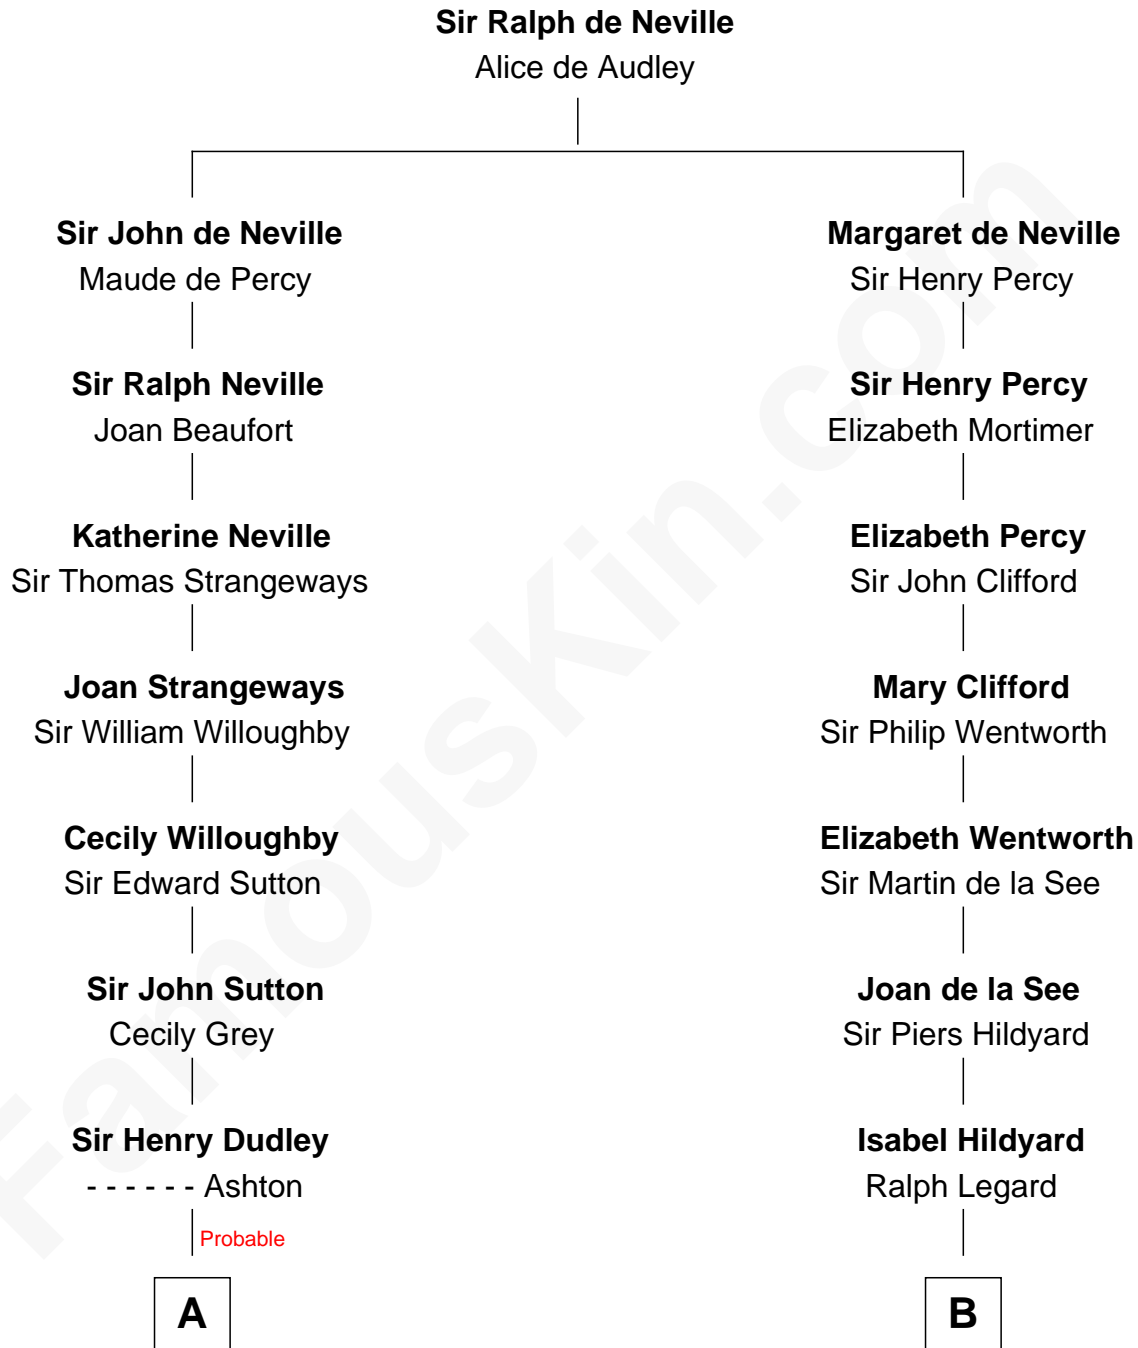 Sir Ralph de Neville
Alice de Audley
Sir John de Neville
Maude de Percy
Margaret de Neville
Sir Henry Percy
Sir Ralph Neville
Joan Beaufort
Sir Henry Percy
Elizabeth Mortimer
Katherine Neville
Sir Thomas Strangeways
Elizabeth Percy
Sir John Clifford
Joan Strangeways
Sir William Willoughby
Mary Clifford
Sir Philip Wentworth
Cecily Willoughby
Sir Edward Sutton
Elizabeth Wentworth
Sir Martin de la See
Sir John Sutton
Cecily Grey
Joan de la See
Sir Piers Hildyard
Sir Henry Dudley
- - - - - - Ashton
Isabel Hildyard
Ralph Legard
Probable
A
B
FamousKin.com